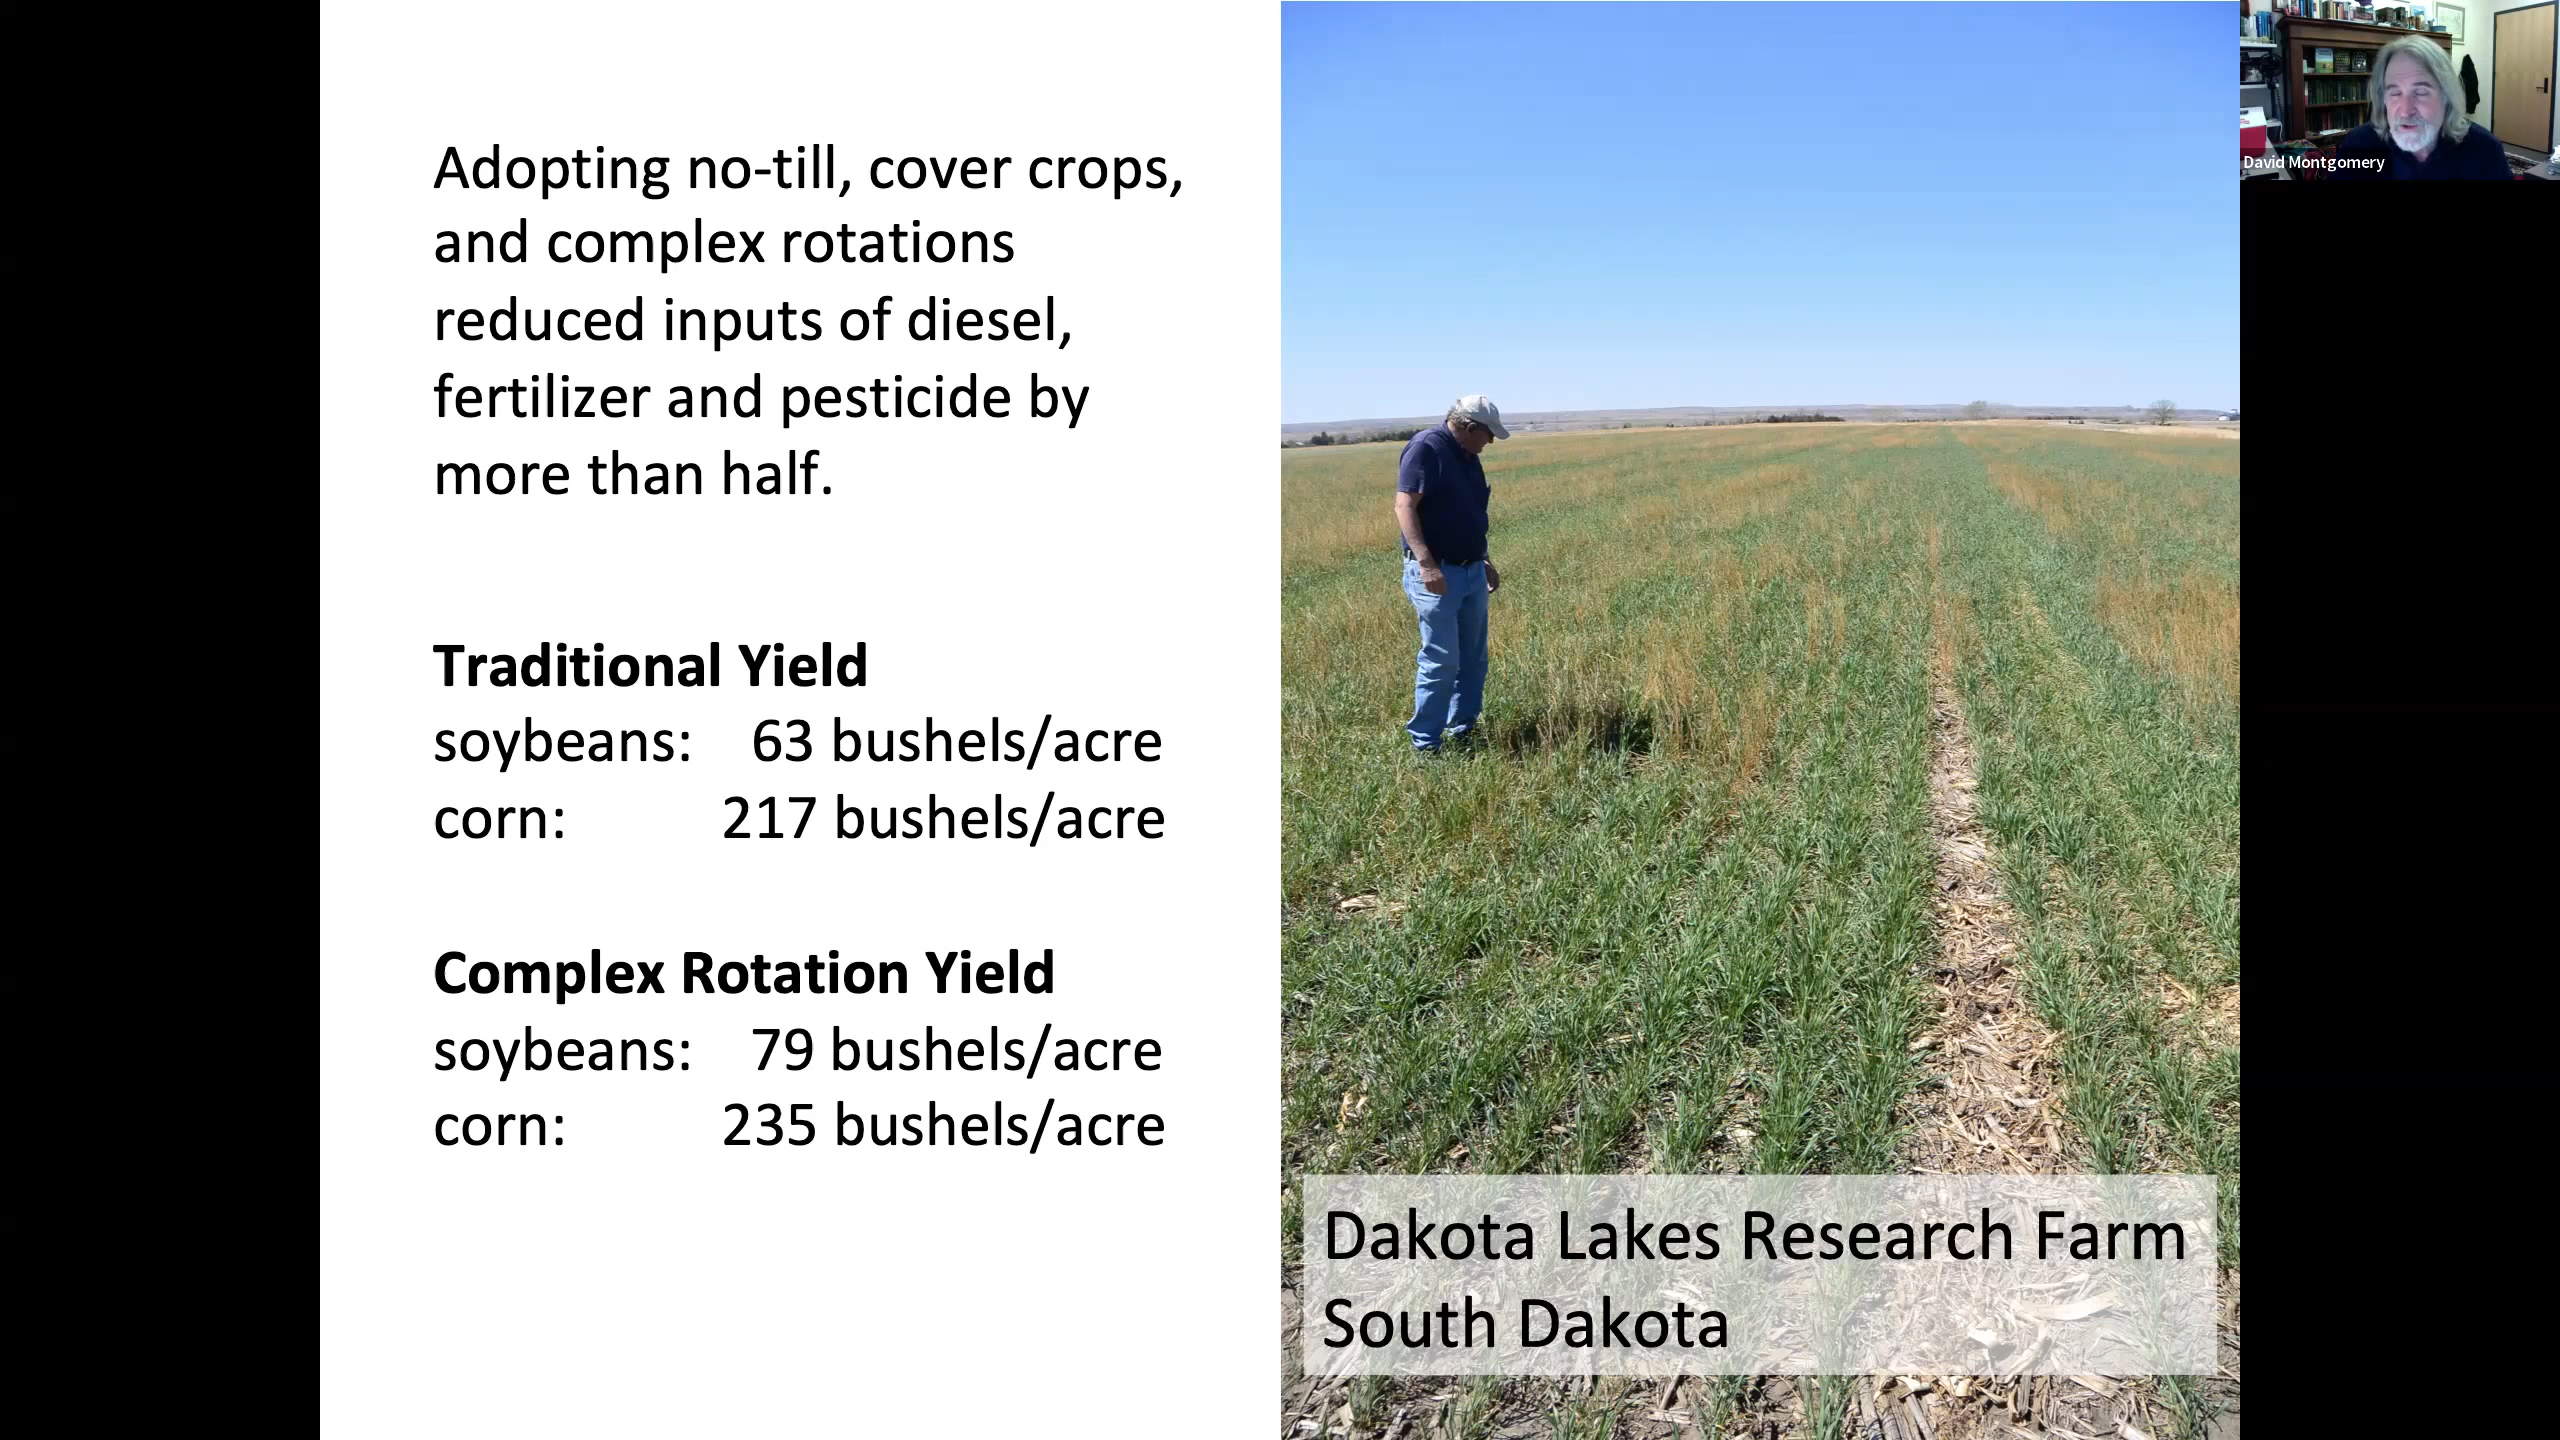 Adopting no-till, cover crops,
and complex rotations
reduced inputs of diesel,
fertilizer and pesticide by
more than half.
Traditional Yield
soybeans: 63 bushels/acre
corn: 217 bushels/acre
Complex Rotation Yield
soybeans: 79 bushels/acre
corn: 235 bushels/acre
Dakota Lakes Research Farm
South Dakota
David Montgomery